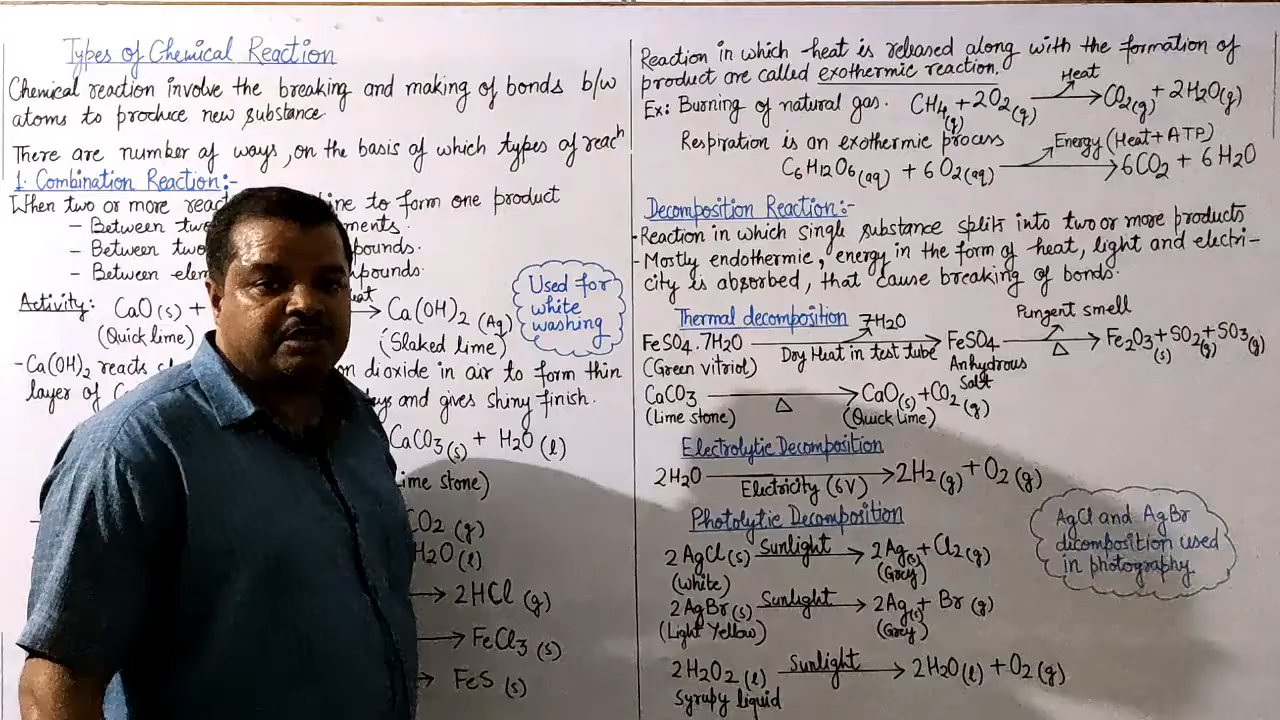 Types of Chemical Reaction
Chemical reaction involve the breaking and making of bonds b/w
atoms to produce new substance.
There are number of ways, on the basis of which types of reacn
1. Combination Reaction:-
When two or more ine to form one product
- Between ments.
- Between pounds.
- Between pounds.
Activity: CaO(s) + Ca(OH)2 (Aq)
(Quick lime) (Slaked lime)
Used for
white
washing
-Ca(OH)2 reacts on dioxide in air to form thin
layer of and gives shiny finish.
CaCO3(s) + H2O(l)
ime stone)
CO2(g)
H2O(l)
→ 2HCl(g)
→ FeCl3(s)
→ FeS(s)
Reaction in which heat is released along with the formation of
product are called exothermic reaction.
Ex: Burning of natural gas. CH4(g) + 2O2(g) → Heat CO2(g) + 2H2O(g)
Respiration is an exothermic process Energy (Heat+ATP)
C6H12O6(aq) + 6O2(aq) → 6CO2 + 6H2O
Decomposition Reaction:-
-Reaction in which single substance splits into two or more products
-Mostly endothermic, energy in the form of heat, light and electri-
city is absorbed, that cause breaking of bonds.
Thermal decomposition 7H2O Pungent smell
FeSO4.7H2O → FeSO4 → Fe2O3(s) + SO2(g) + SO3(g)
(Green vitriol) Dry Heat in test tube Anhydrous Salt △
CaCO3 → CaO(s) + CO2(g)
(Lime stone) △ (Quick Lime)
Electrolytic Decomposition
2H2O → 2H2(g) + O2(g)
Electricity (6V)
Photolytic Decomposition
2AgCl(s) Sunlight → 2Ag(s) + Cl2(g)
(White) (Grey)
2AgBr(s) Sunlight → 2Ag(s) + Br(g)
(Light Yellow) (Grey)
2H2O2(l) Sunlight → 2H2O(l) + O2(g)
Syrupy liquid
AgCl and AgBr
dicomposition used
in photography